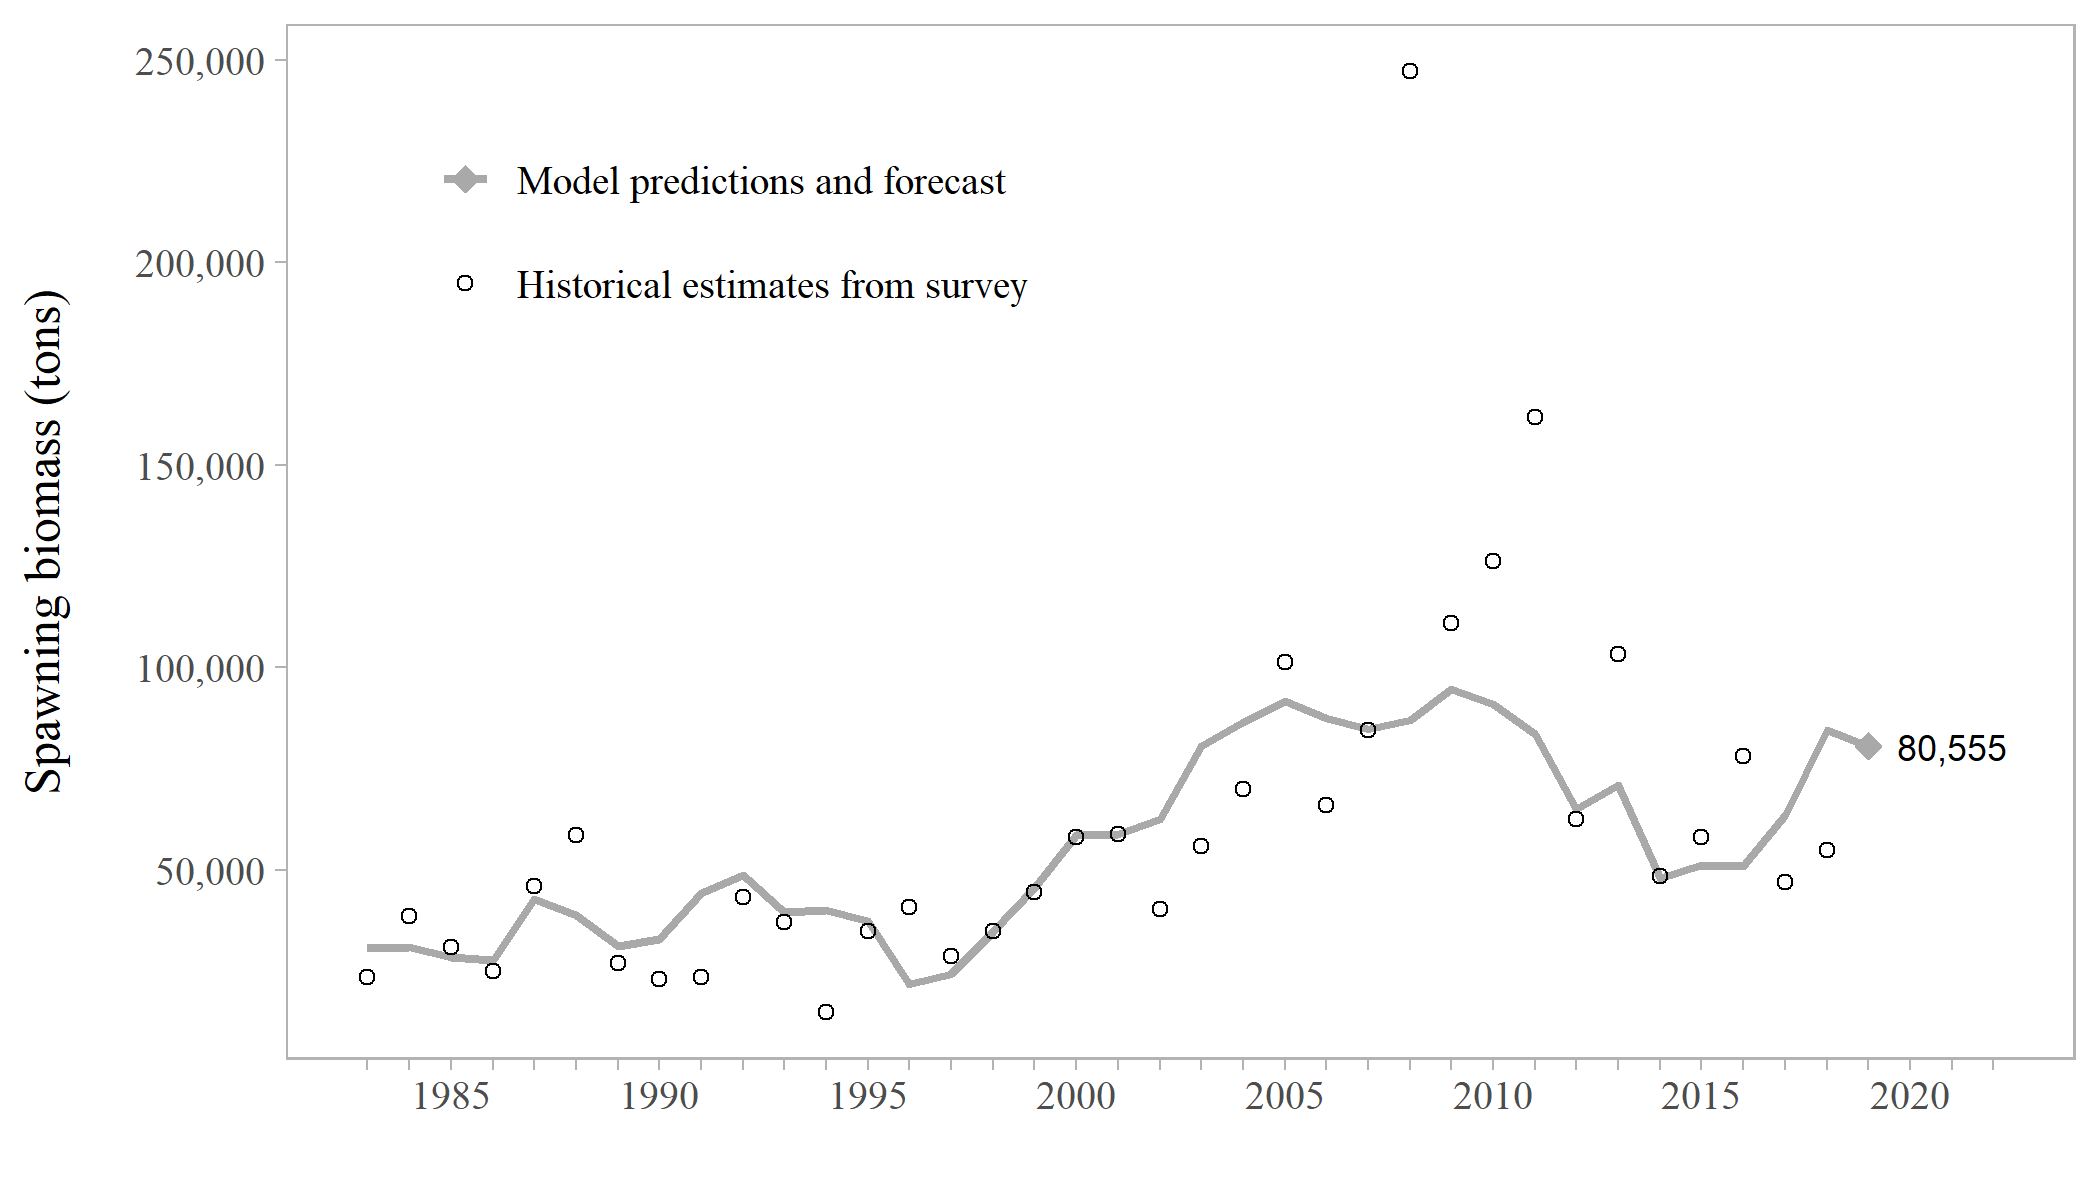 250,000
Model predictions and forecast
200,000
Historical estimates from survey
Spawning biomass (tons)
150,000
100,000
80,555
50,000
1985 1990 1995 2000 2005 2010 2015 2020